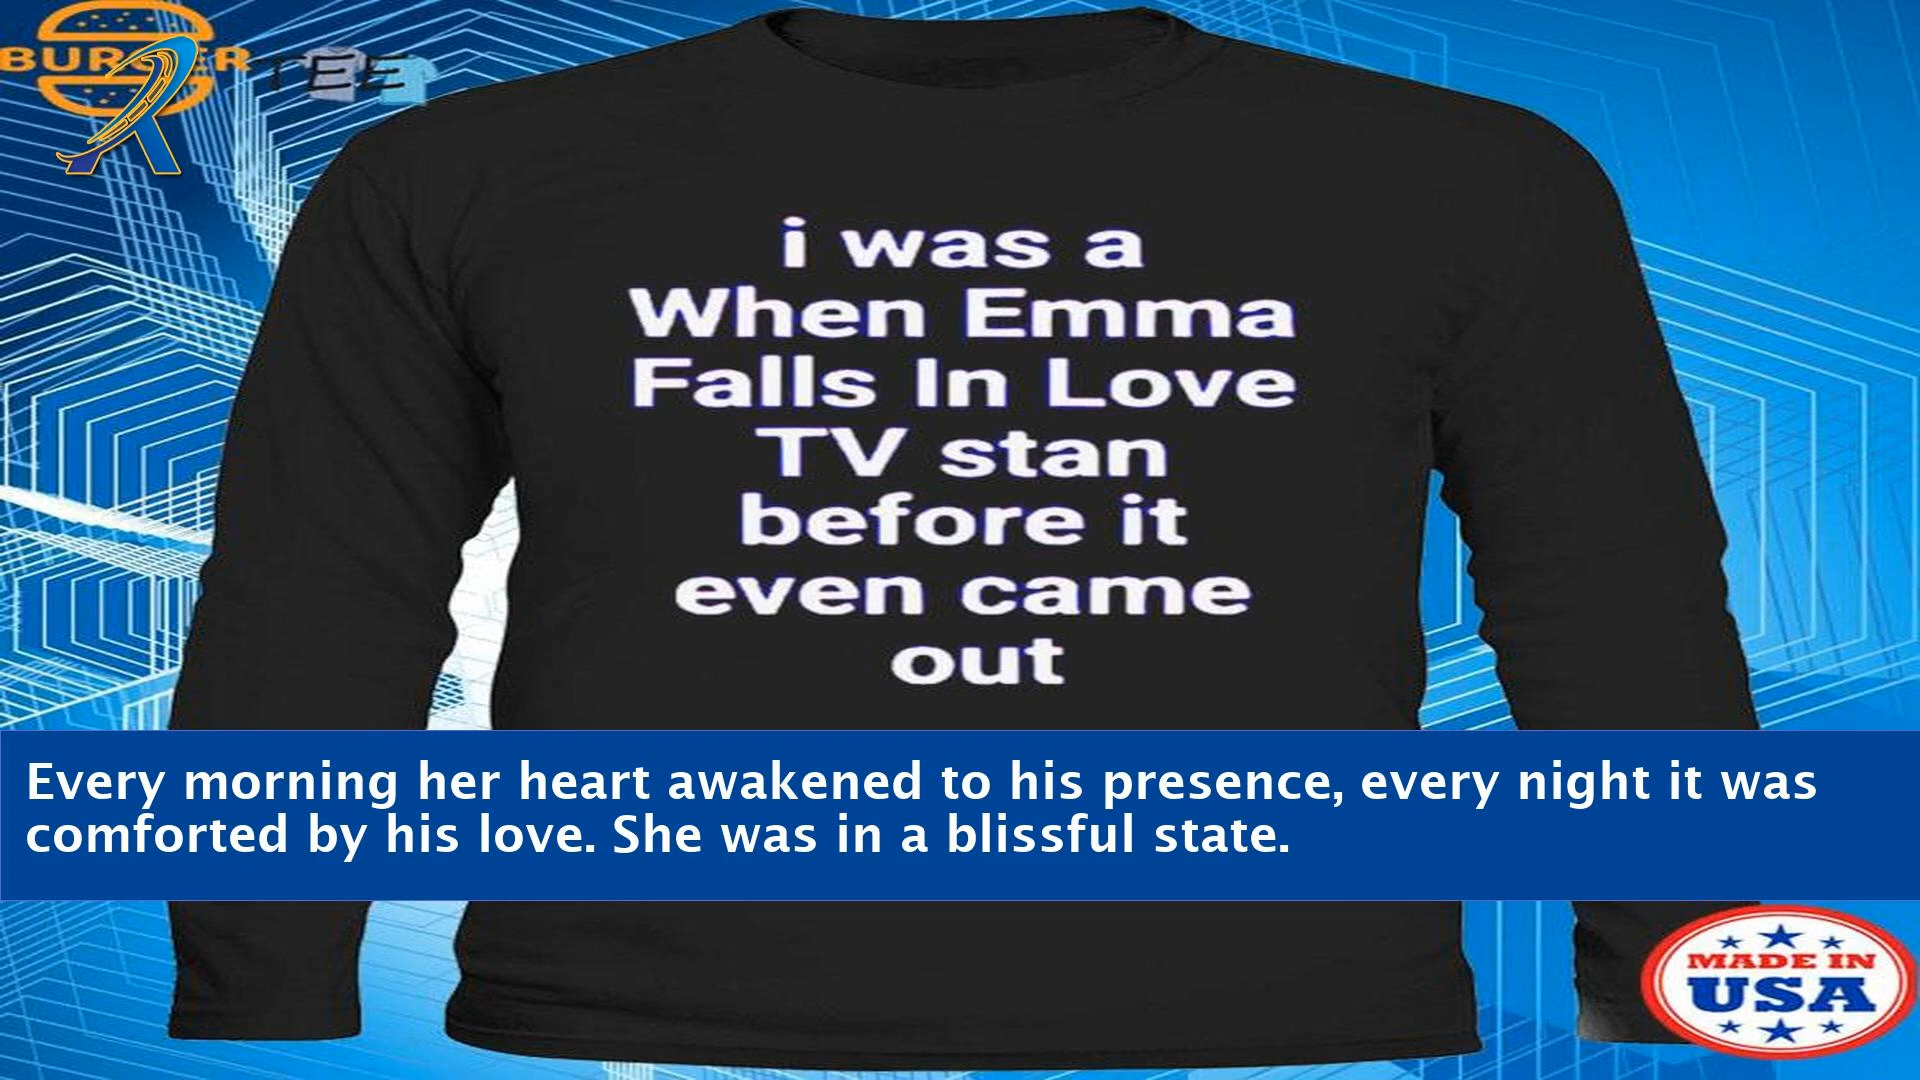 BURGER TEE
i was a
When Emma
Falls In Love
TV stan
before it
even came
out
Every morning her heart awakened to his presence, every night it was
comforted by his love. She was in a blissful state.
MADE IN
USA